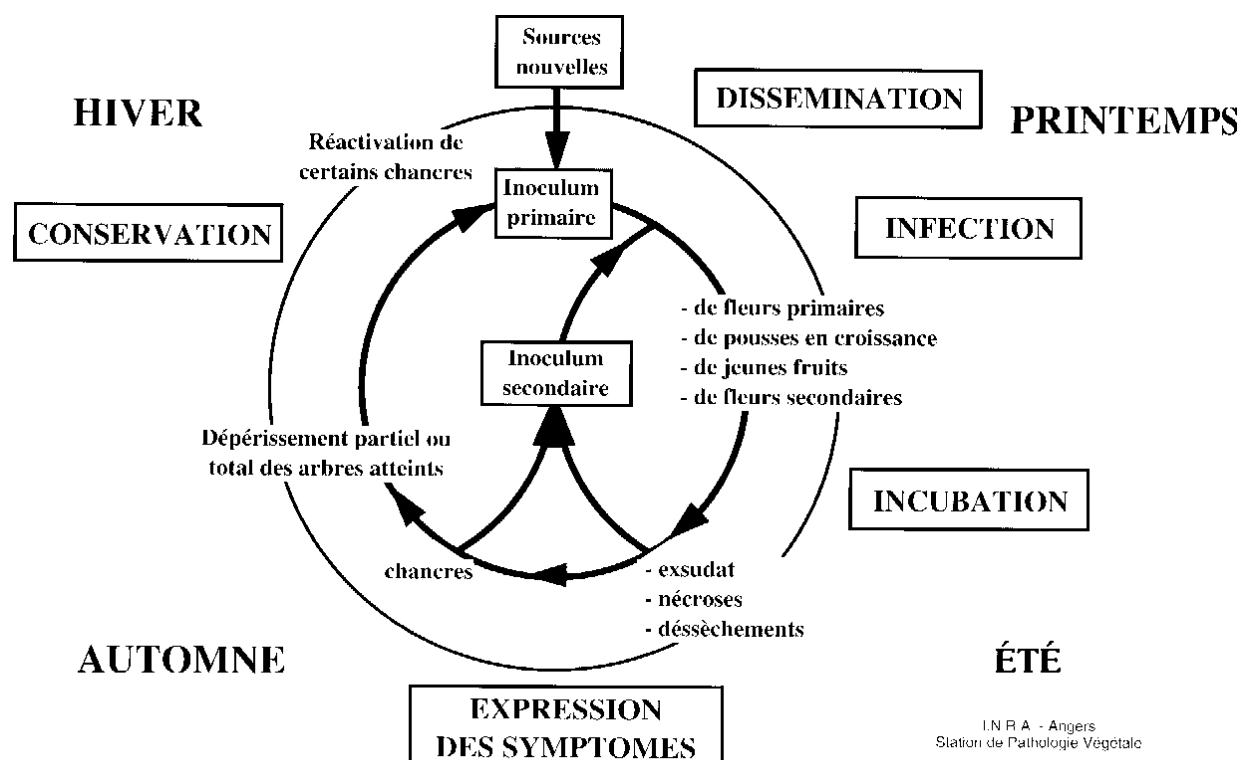 Sources
nouvelles
DISSEMINATION
HIVER
PRINTEMPS
Réactivation de
certains chancres
Inoculum
primaire
CONSERVATION
INFECTION
- de fleurs primaires
- de pousses en croissance
- de jeunes fruits
- de fleurs secondaires
Inoculum
secondaire
Dépérissement partiel ou
total des arbres atteints
INCUBATION
chancres
- exsudat
- nécroses
- déssèchements
AUTOMNE
ÉTÉ
EXPRESSION
DES SYMPTOMES
I.N.R.A. - Angers
Station de Pathologie Végétale